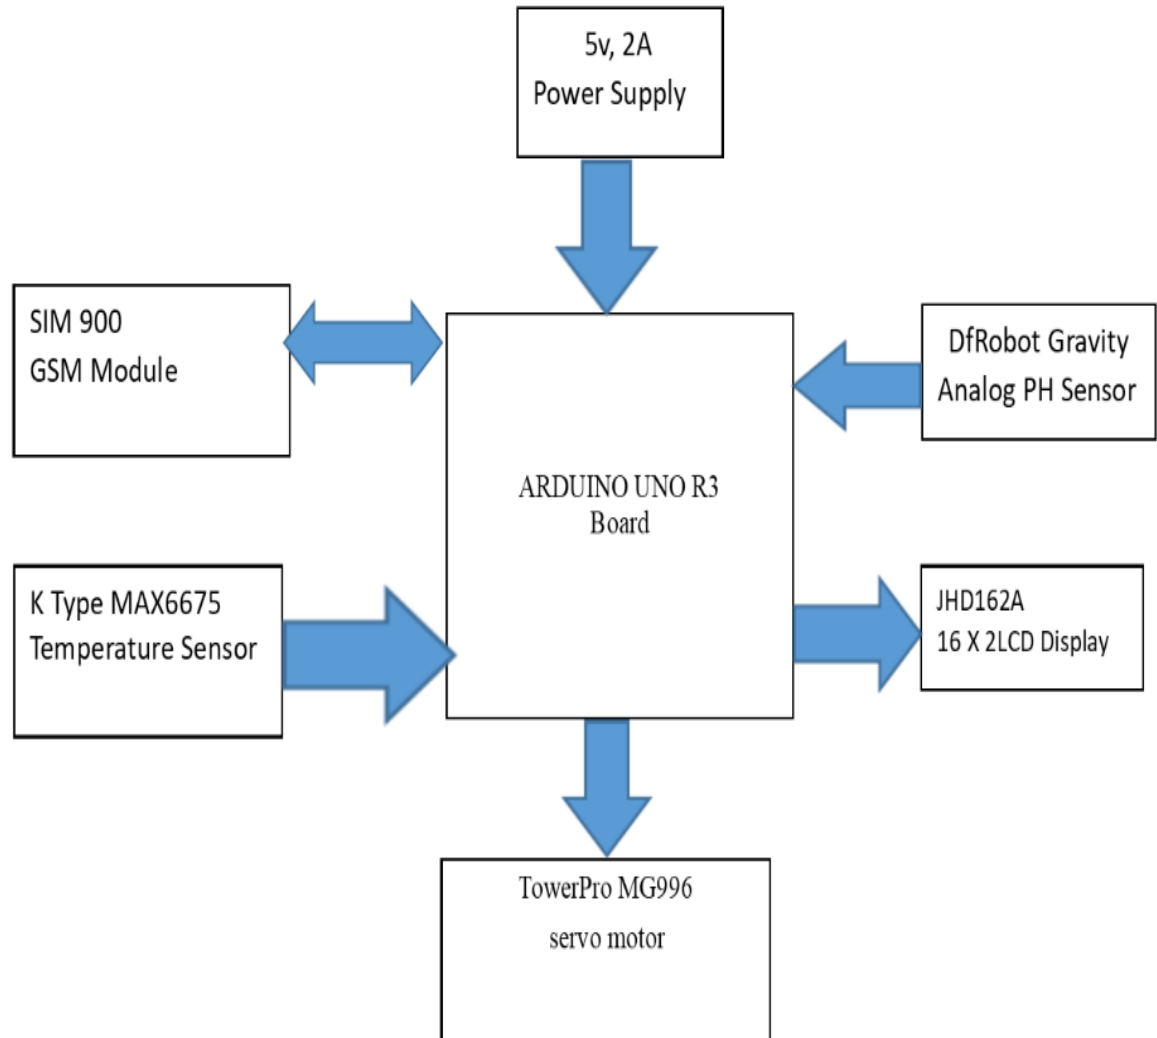 5v, 2A
Power Supply
SIM 900
GSM Module
DfRobot Gravity
Analog PH Sensor
ARDUINO UNO R3
Board
K Type MAX6675
Temperature Sensor
JHD162A
16 X 2LCD Display
TowerPro MG996
servo motor